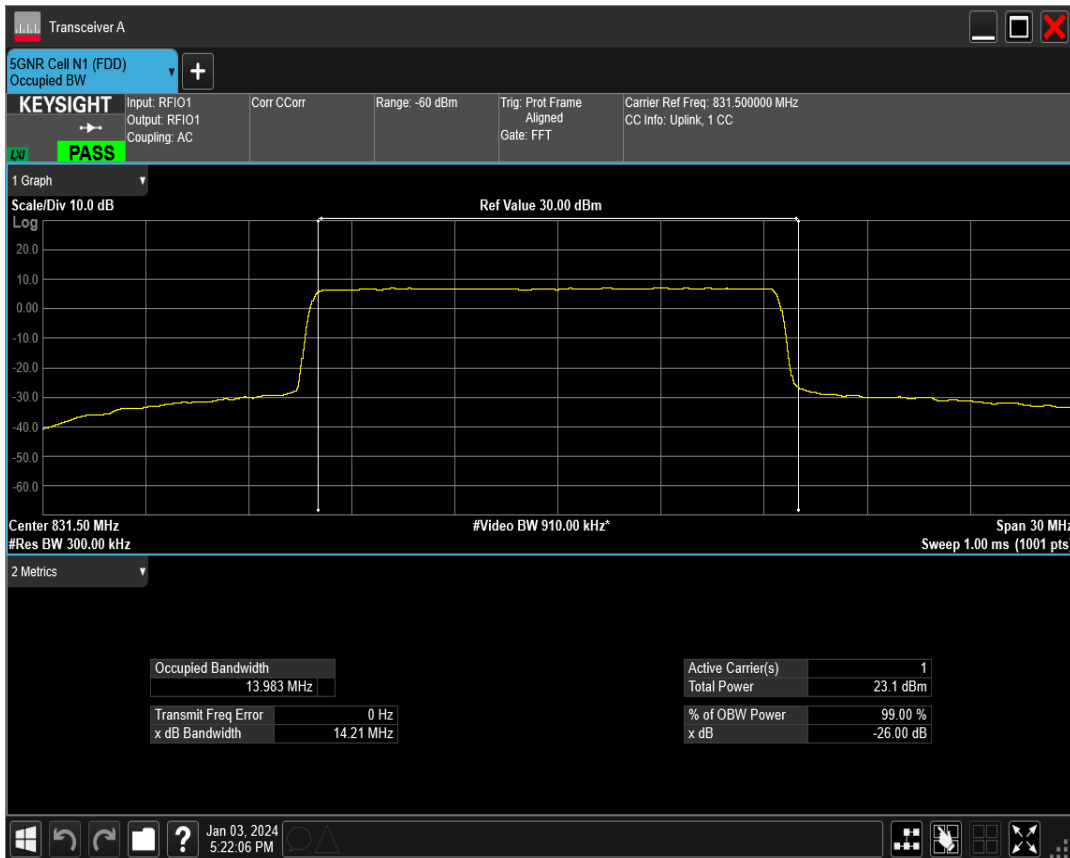 Transceiver A
5GNR Cell N1 (FDD)
Occupied BW
+
KEYSIGHT
LXI
PASS
Input: RFIO1
Output: RFIO1
Coupling: AC
Corr CCorr
Range: -60 dBm
Trig: Prot Frame
Aligned
Gate: FFT
Carrier Ref Freq: 831.500000 MHz
CC Info: Uplink, 1 CC
1 Graph
Scale/Div 10.0 dB
Ref Value 30.00 dBm
Log
20.0
10.0
0.00
-10.0
-20.0
-30.0
-40.0
-50.0
-60.0
Center 831.50 MHz
#Video BW 910.00 kHz*
Span 30 MHz
#Res BW 300.00 kHz
Sweep 1.00 ms (1001 pts)
2 Metrics
Occupied Bandwidth
13.983 MHz
Transmit Freq Error 0 Hz
x dB Bandwidth 14.21 MHz
Active Carrier(s) 1
Total Power 23.1 dBm
% of OBW Power 99.00 %
x dB -26.00 dB
?
Jan 03, 2024
5:22:06 PM